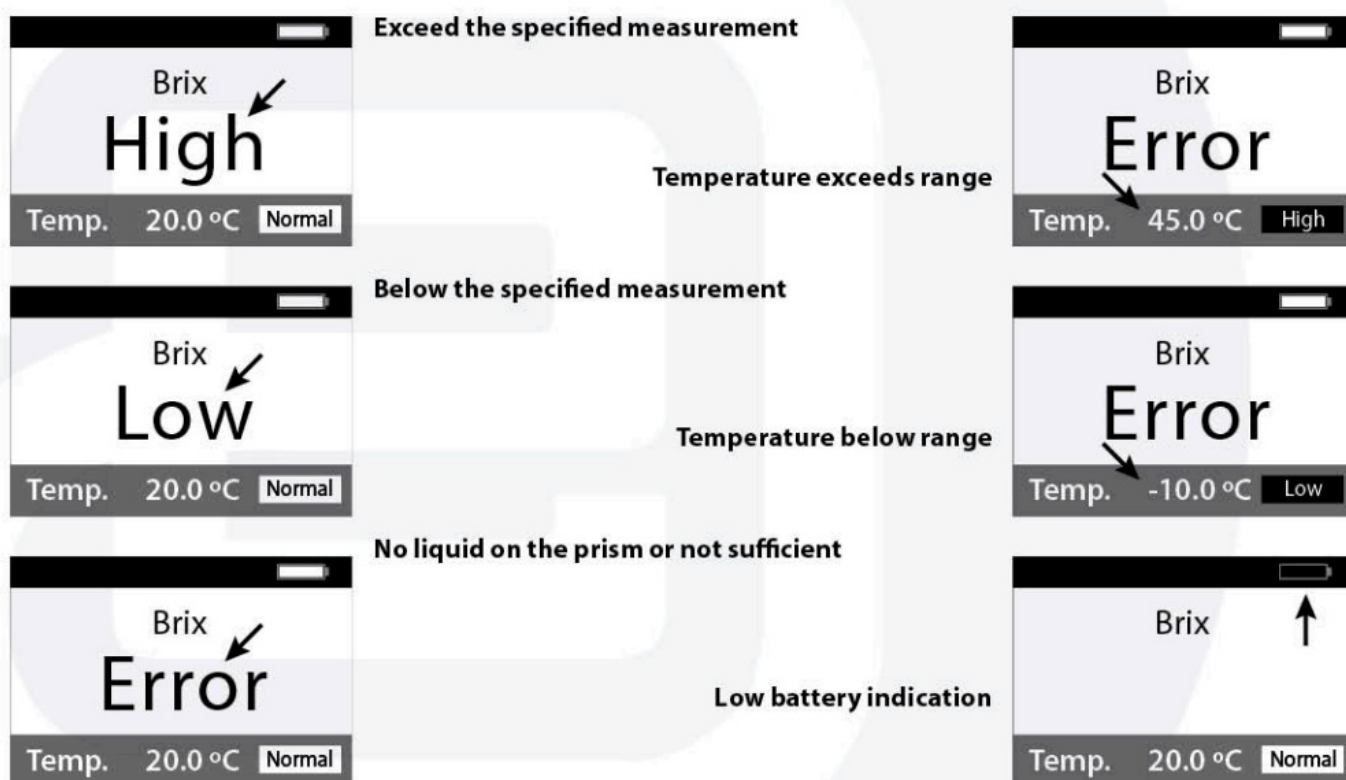 Exceed the specified measurement
Brix
High
Temp. 20.0 ºC Normal
Below the specified measurement
Brix
Low
Temp. 20.0 ºC Normal
No liquid on the prism or not sufficient
Brix
Error
Temp. 20.0 ºC Normal
Temperature exceeds range
Brix
Error
Temp. 45.0 ºC High
Temperature below range
Brix
Error
Temp. -10.0 ºC Low
Low battery indication
Brix
Temp. 20.0 ºC Normal